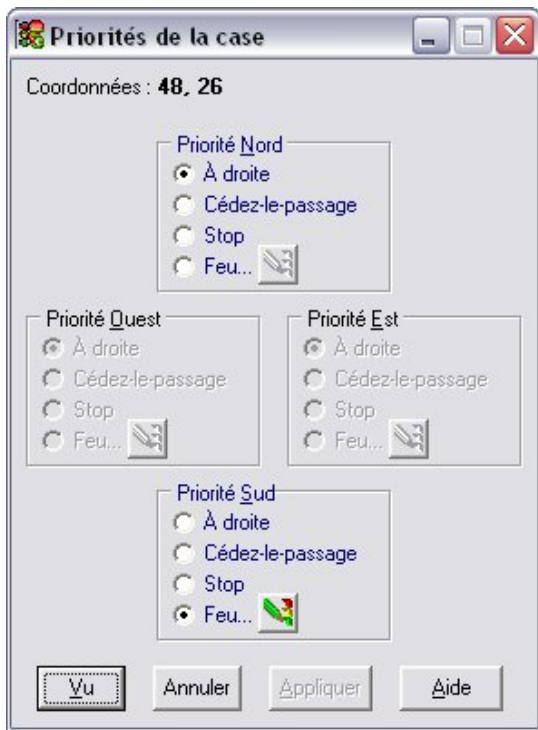 Priorités de la case
Coordonnées : 48, 26
Priorité Nord
À droite
Cédez-le-passage
Stop
Feu...
Priorité Ouest
À droite
Cédez-le-passage
Stop
Feu...
Priorité Est
À droite
Cédez-le-passage
Stop
Feu...
Priorité Sud
À droite
Cédez-le-passage
Stop
Feu...
Vu
Annuler
Appliquer
Aide